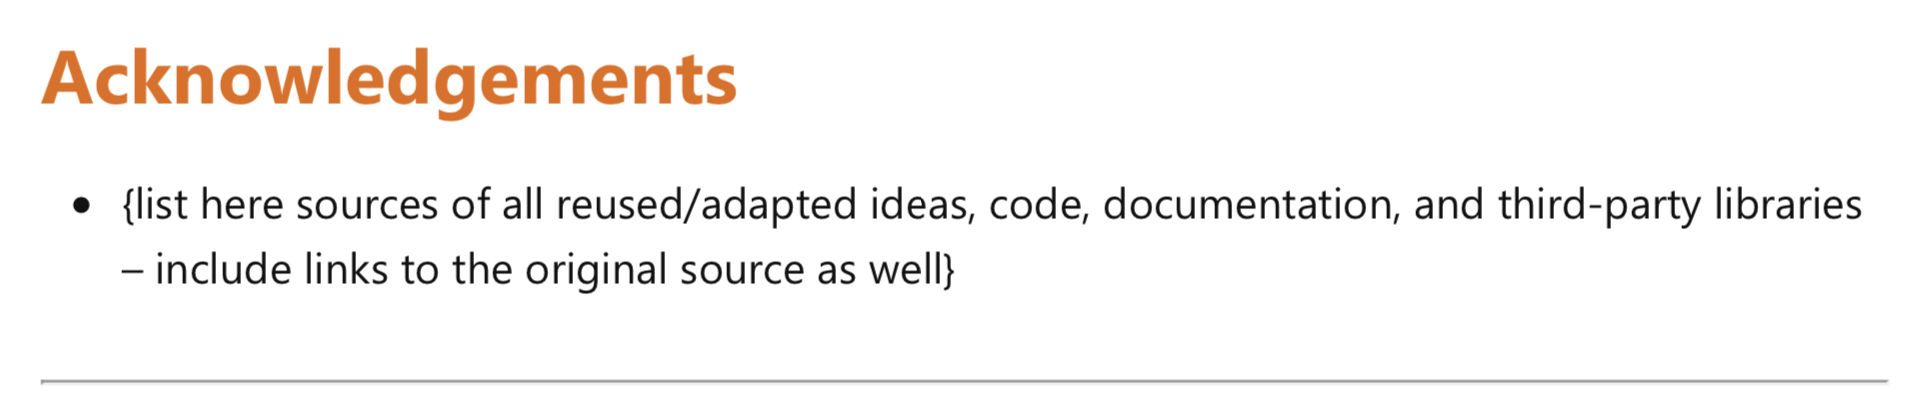 Acknowledgements
• {list here sources of all reused/adapted ideas, code, documentation, and third-party libraries
– include links to the original source as well}